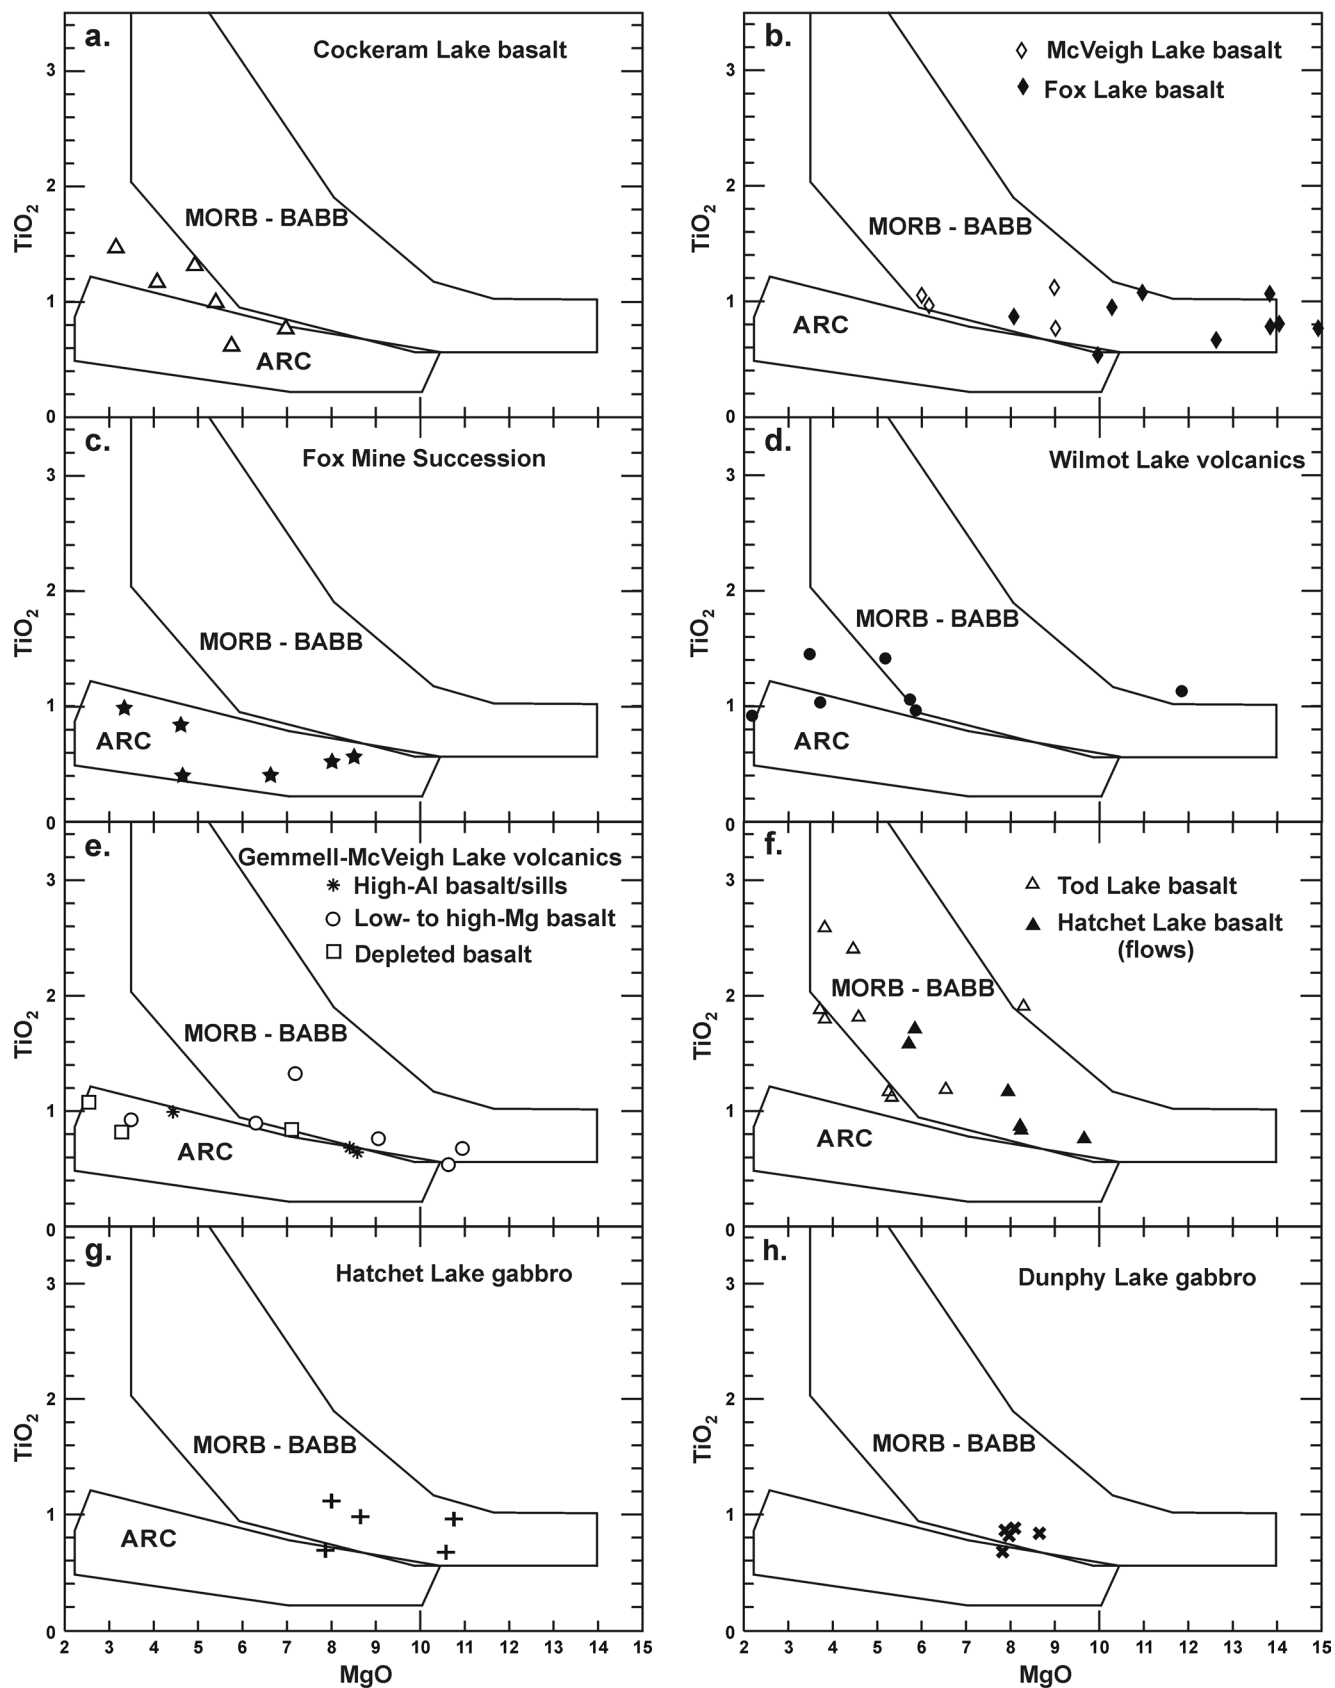 a.
Cockeram Lake basalt
3
2
1
0
TiO2
MORB - BABB
ARC
b.
McVeigh Lake basalt
Fox Lake basalt
3
2
1
0
TiO2
MORB - BABB
ARC
c.
Fox Mine Succession
3
2
1
0
TiO2
MORB - BABB
ARC
d.
Wilmot Lake volcanics
3
2
1
0
TiO2
MORB - BABB
ARC
e.
Gemmell-McVeigh Lake volcanics
High-Al basalt/sills
Low- to high-Mg basalt
Depleted basalt
3
2
1
0
TiO2
MORB - BABB
ARC
f.
Tod Lake basalt
Hatchet Lake basalt
(flows)
3
2
1
0
TiO2
MORB - BABB
ARC
g.
Hatchet Lake gabbro
3
2
1
0
TiO2
MORB - BABB
ARC
2 3 4 5 6 7 8 9 10 11 12 13 14 15
MgO
h.
Dunphy Lake gabbro
3
2
1
0
TiO2
MORB - BABB
2 3 4 5 6 7 8 9 10 11 12 13 14 15
MgO